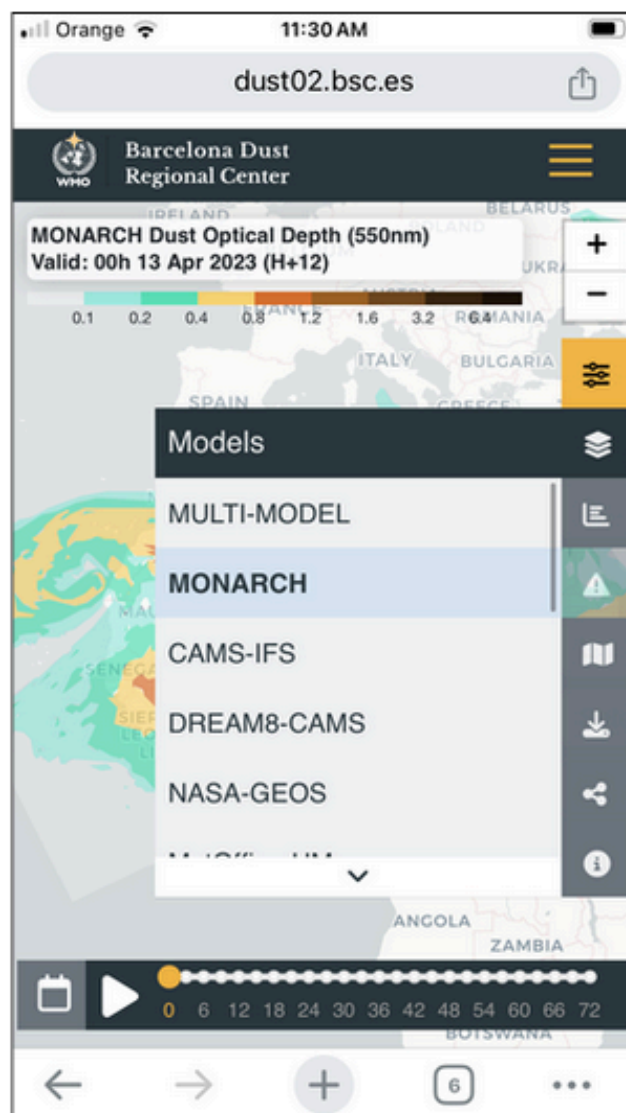 Orange
11:30 AM
dust02.bsc.es
WMO
Barcelona Dust
Regional Center
IRELAND
POLAND
BELARUS
MONARCH Dust Optical Depth (550nm)
Valid: 00h 13 Apr 2023 (H+12)
+
−
0.1 0.2 0.4 0.8 1.2 1.6 3.2 6.4
FRANCE
ROMANIA
ITALY
BULGARIA
SPAIN
GREECE
Models
MULTI-MODEL
MONARCH
CAMS-IFS
DREAM8-CAMS
NASA-GEOS
ANGOLA
ZAMBIA
0 6 12 18 24 30 36 42 48 54 60 66 72
BOTSWANA
6